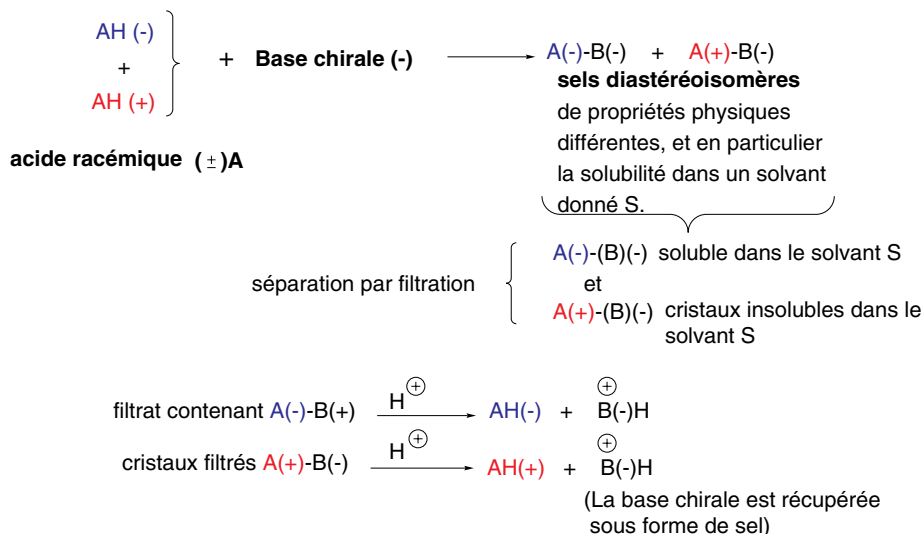 AH (-)
+
AH (+)
+ Base chirale (-)
A(-)-B(-) + A(+)-B(-)
acide racémique (±)A
sels diastéréoisomères
de propriétés physiques
différentes, et en particulier
la solubilité dans un solvant
donné S.
séparation par filtration
A(-)-(B)(-) soluble dans le solvant S
et
A(+)-(B)(-) cristaux insolubles dans le
solvant S
filtrat contenant A(-)-B(+) H⊕ AH(-) + ⊕B(-)H
cristaux filtrés A(+)-B(-) H⊕ AH(+) + ⊕B(-)H
(La base chirale est récupérée
sous forme de sel)